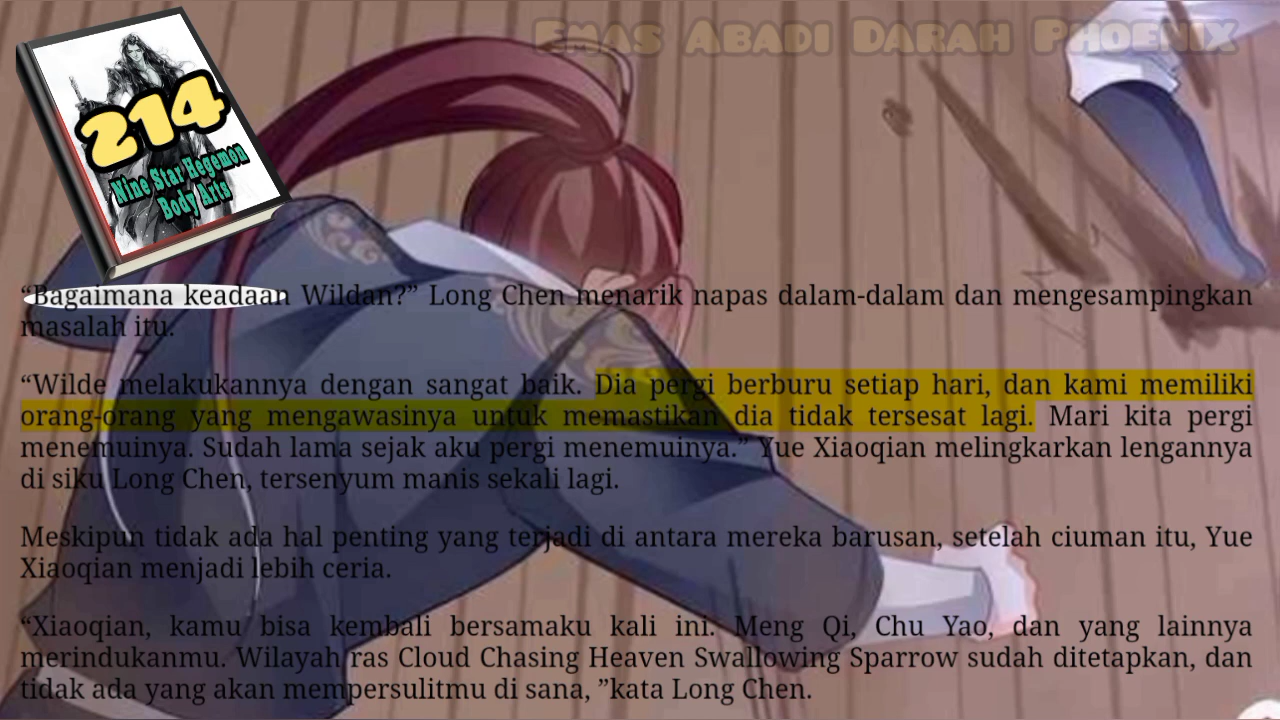 Emas Abadi Darah Phoenix
214
Nine Star Hegemon
Body Arts
“Bagaimana keadaan Wildan?” Long Chen menarik napas dalam-dalam dan mengesampingkan
masalah itu.
“Wilde melakukannya dengan sangat baik. Dia pergi berburu setiap hari, dan kami memiliki
orang-orang yang mengawasinya untuk memastikan dia tidak tersesat lagi. Mari kita pergi
menemuinya. Sudah lama sejak aku pergi menemuinya.” Yue Xiaoqian melingkarkan lengannya
di siku Long Chen, tersenyum manis sekali lagi.
Meskipun tidak ada hal penting yang terjadi di antara mereka barusan, setelah ciuman itu, Yue
Xiaoqian menjadi lebih ceria.
“Xiaoqian, kamu bisa kembali bersamaku kali ini. Meng Qi, Chu Yao, dan yang lainnya
merindukanmu. Wilayah ras Cloud Chasing Heaven Swallowing Sparrow sudah ditetapkan, dan
tidak ada yang akan mempersulitmu di sana, ”kata Long Chen.